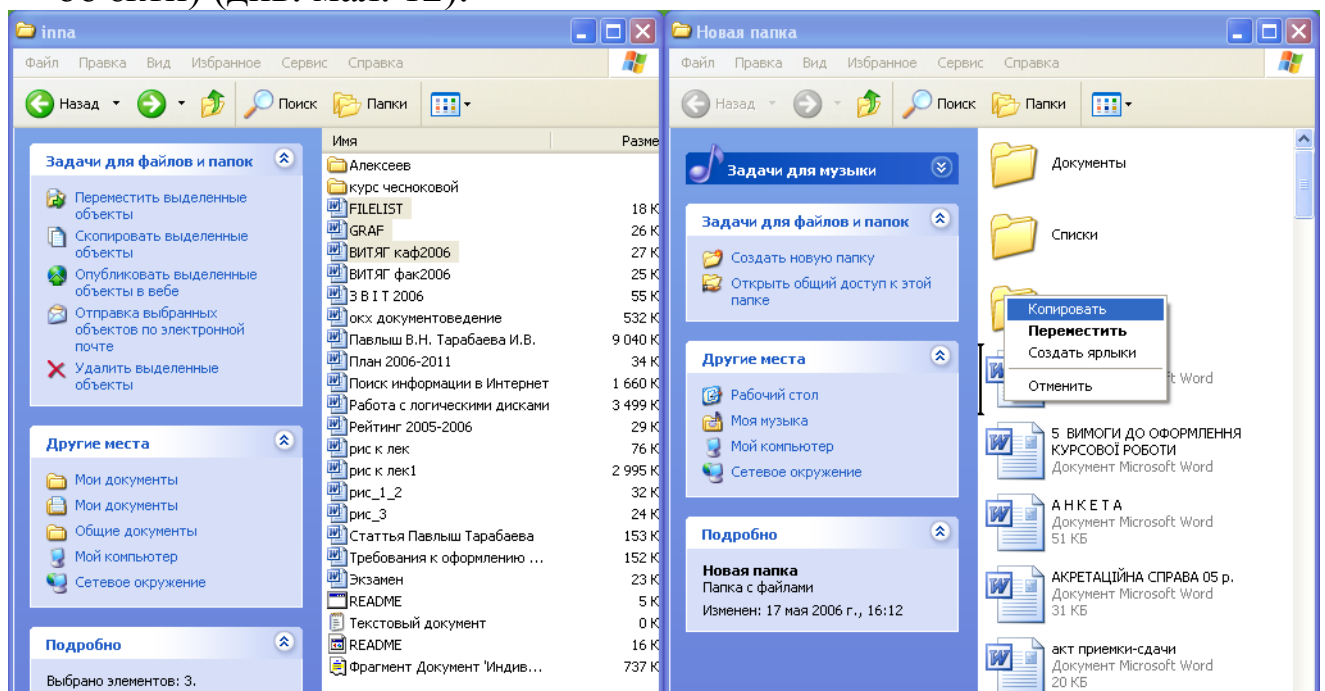 об'єкти) (див. мал. 12).
inna
Файл Правка Вид Избранное Сервис Справка
Назад Поиск Папки
Задачи для файлов и папок
Переместить выделенные
объекты
Скопировать выделенные
объекты
Опубликовать выделенные
объекты в вебе
Отправка выбранных
объектов по электронной
почте
Удалить выделенные
объекты
Другие места
Мои документы
Мои документы
Общие документы
Мой компьютер
Сетевое окружение
Подробно
Выбрано элементов: 3.
Имя Разме
Алексеев
курс чесноковой
FILELIST 18 К
GRAF 26 К
ВИТЯГ каф2006 27 К
ВИТЯГ фак2006 25 К
З В І Т 2006 55 К
окх документоведение 532 К
Павлыш В.Н. Тарабаева И.В. 9 040 К
План 2006-2011 34 К
Поиск информации в Интернет 1 660 К
Работа с логическими дисками 3 499 К
Рейтинг 2005-2006 29 К
рис к лек 76 К
рис к лек1 2 995 К
рис_1_2 32 К
рис_3 24 К
Статтья Павлыш Тарабаева 153 К
Требования к оформлению ... 152 К
Экзамен 23 К
README 5 К
Текстовый документ 0 К
README 16 К
Фрагмент Документ 'Индив... 737 К
Новая папка
Файл Правка Вид Избранное Сервис Справка
Назад Поиск Папки
Задачи для музыки
Задачи для файлов и папок
Создать новую папку
Открыть общий доступ к этой
папке
Другие места
Рабочий стол
Моя музыка
Мой компьютер
Сетевое окружение
Подробно
Новая папка
Папка с файлами
Изменен: 17 мая 2006 г., 16:12
Документы
Списки
Копировать
Переместить
Создать ярлыки
Отменить
t Word
5 ВИМОГИ ДО ОФОРМЛЕННЯ
КУРСОВОЇ РОБОТИ
Документ Microsoft Word
А Н К Е Т А
Документ Microsoft Word
51 КБ
АКРЕТАЦІЙНА СПРАВА 05 р.
Документ Microsoft Word
31 КБ
акт приемки-сдачи
Документ Microsoft Word
20 КБ